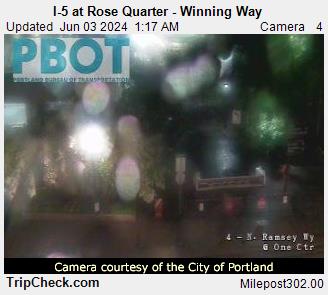 I-5 at Rose Quarter - Winning Way
Updated Jun 03 2024 1:17 AM Camera 4
PBOT
PORTLAND BUREAU OF TRANSPORTATION
4 - N. Ramsey Wy
@ One Ctr
Camera courtesy of the City of Portland
TripCheck.com Milepost302.00